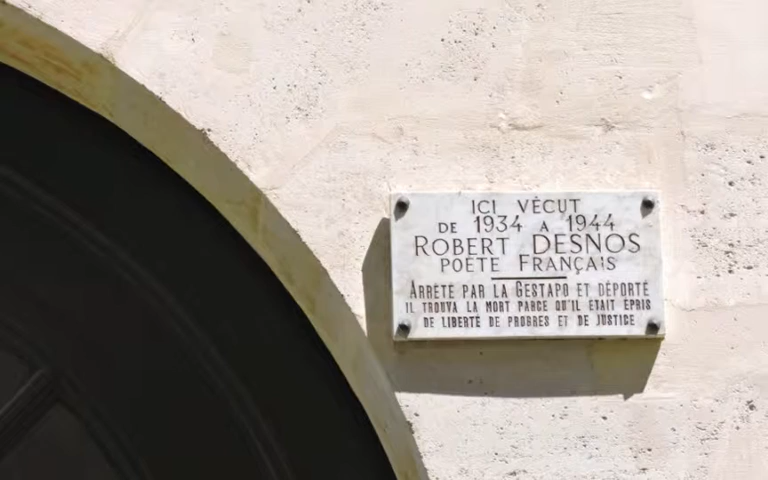 ICI VÉCUT
DE 1934 A 1944
ROBERT DESNOS
POÈTE FRANÇAIS
ARRÊTÉ PAR LA GESTAPO ET DÉPORTÉ
IL TROUVA LA MORT PARCE QU'IL ÉTAIT ÉPRIS
DE LIBERTÉ DE PROGRÈS ET DE JUSTICE